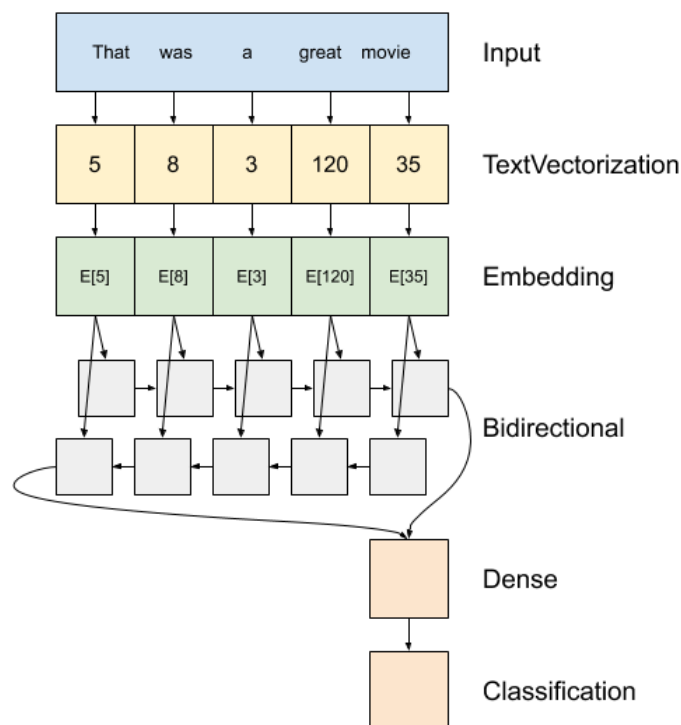 That was a great movie Input
5 8 3 120 35 TextVectorization
E[5] E[8] E[3] E[120] E[35] Embedding
Bidirectional
Dense
Classification